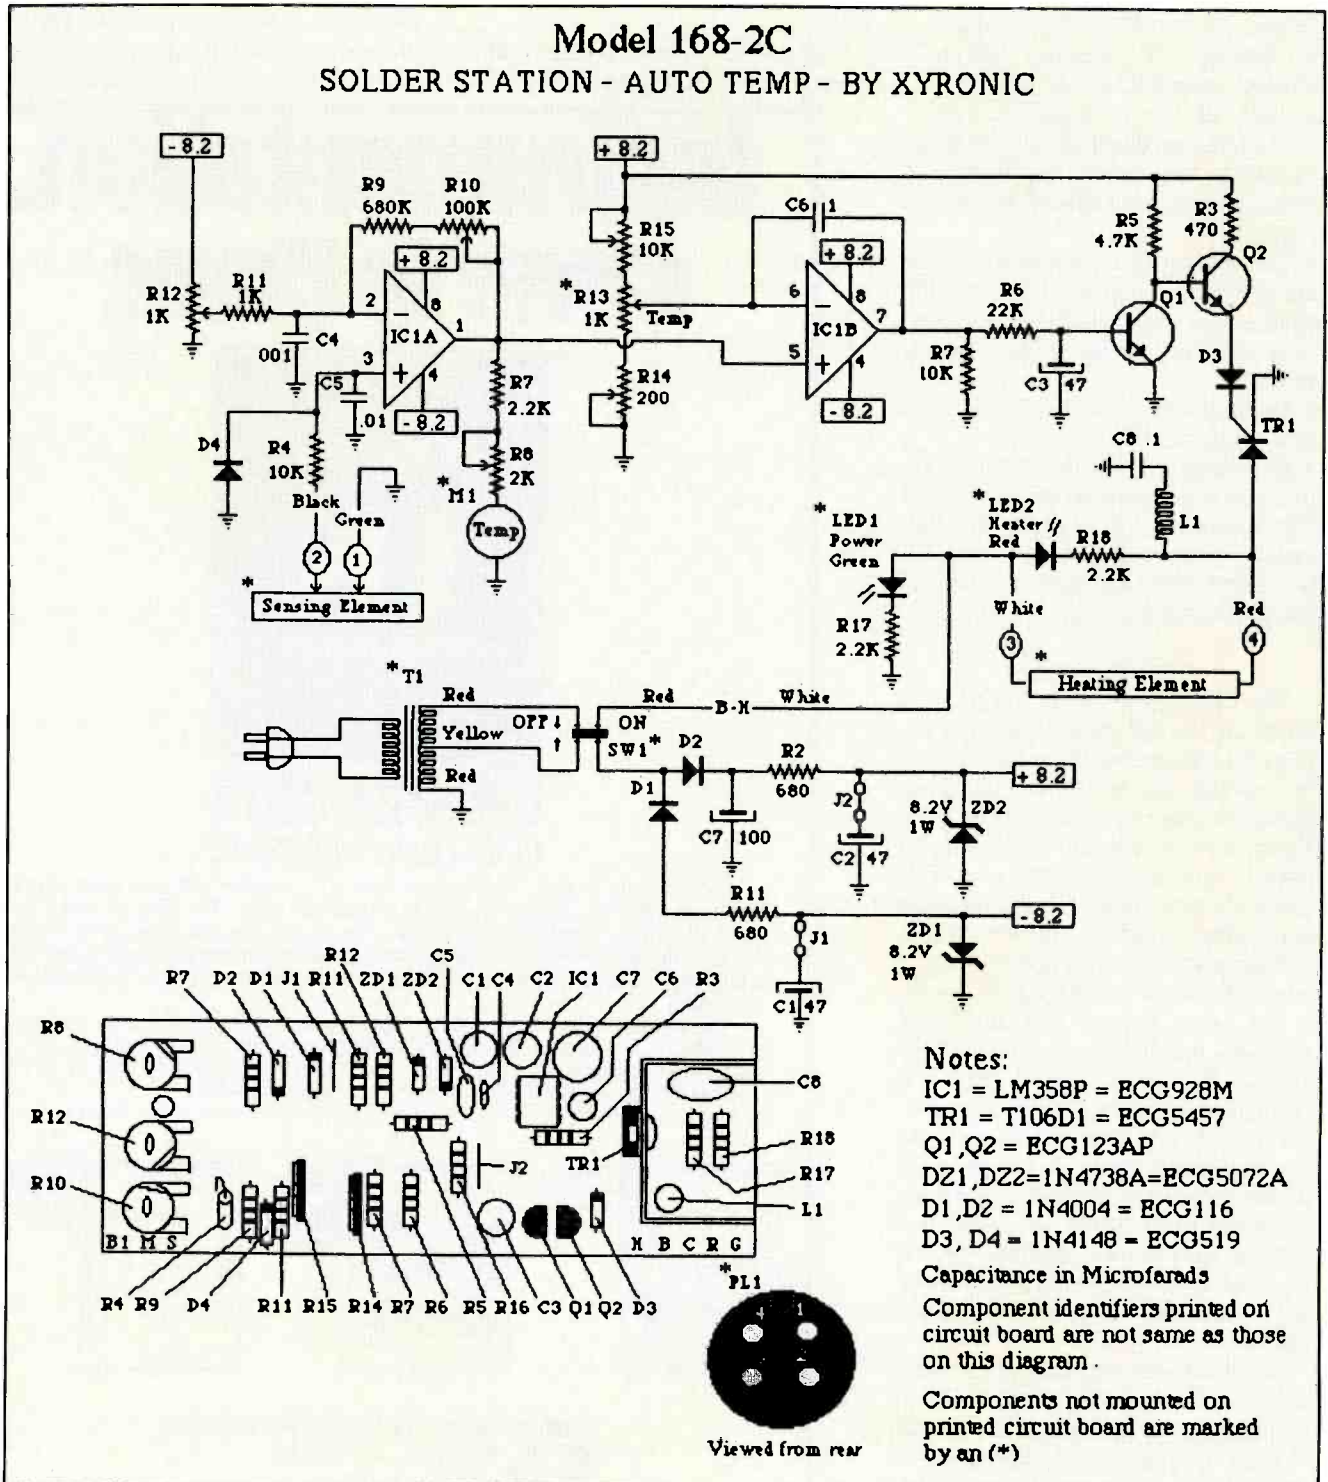 Model 168-2C
SOLDER STATION - AUTO TEMP - BY XYRONIC
- 8.2
+ 8.2
R9
680K
R10
100K
+ 8.2
R12
1K
R11
1K
2
8
IC1A
1
3
4
- 8.2
001
C4
C5
.01
D4
R4
10K
Black
Green
2
1
*
Sensing Element
R7
2.2K
R8
2K
* M1
Temp
R15
10K
* R13
1K
Temp
R14
200
C6 .1
+ 8.2
6
8
IC1B
7
5
4
- 8.2
R7
10K
R6
22K
C3
47
R5
4.7K
R3
470
Q1
Q2
D3
TR1
C8 .1
L1
* LED1
Power
Green
R17
2.2K
* LED2
Heater
Red
R18
2.2K
White
Red
3
4
*
Heating Element
* T1
Red
Yellow
Red
OFF ↓
↑
ON
SW1 *
Red
B-H
White
D1
D2
C7
100
R2
680
J2
C2
47
8.2V
1W
ZD2
+ 8.2
R11
680
J1
C1
47
ZD1
8.2V
1W
- 8.2
R7
D2
D1
J1
R11
R12
ZD1
ZD2
C5
C1
C4
C2
IC1
C7
C6
R3
R8
R12
R10
B1 M S
C8
R18
R17
L1
TR1
J2
H B C R G
R4
R9
D4
R11
R15
R14
R7
R6
R5
R16
C3
Q1
Q2
D3
* PL1
4
1
Viewed from rear
Notes:
IC1 = LM358P = ECG928M
TR1 = T106D1 = ECG5457
Q1,Q2 = ECG123AP
DZ1,DZ2=1N4738A=ECG5072A
D1,D2 = 1N4004 = ECG116
D3, D4 = 1N4148 = ECG519
Capacitance in Microfarads
Component identifiers printed on
circuit board are not same as those
on this diagram.
Components not mounted on
printed circuit board are marked
by an (*)